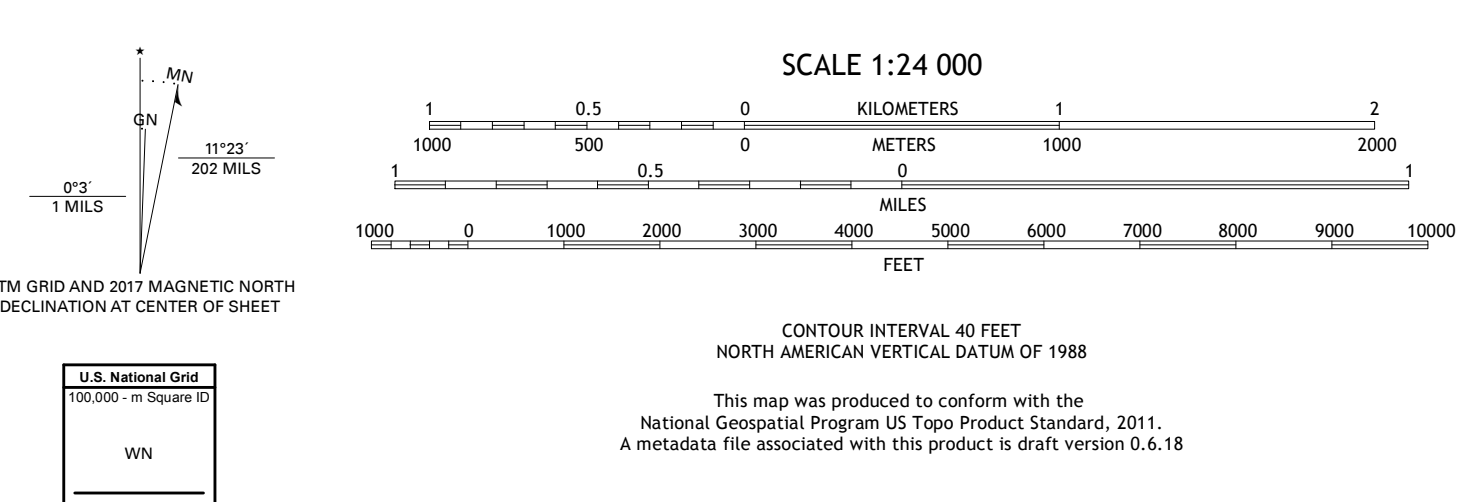 ★
MN
GN
11°23´
202 MILS
0°3´
1 MILS
TM GRID AND 2017 MAGNETIC NORTH
DECLINATION AT CENTER OF SHEET
U.S. National Grid
100,000 - m Square ID
WN
SCALE 1:24 000
1 0.5 0 KILOMETERS 1 2
1000 500 0 METERS 1000 2000
1 0.5 0 1
MILES
1000 0 1000 2000 3000 4000 5000 6000 7000 8000 9000 10000
FEET
CONTOUR INTERVAL 40 FEET
NORTH AMERICAN VERTICAL DATUM OF 1988
This map was produced to conform with the
National Geospatial Program US Topo Product Standard, 2011.
A metadata file associated with this product is draft version 0.6.18